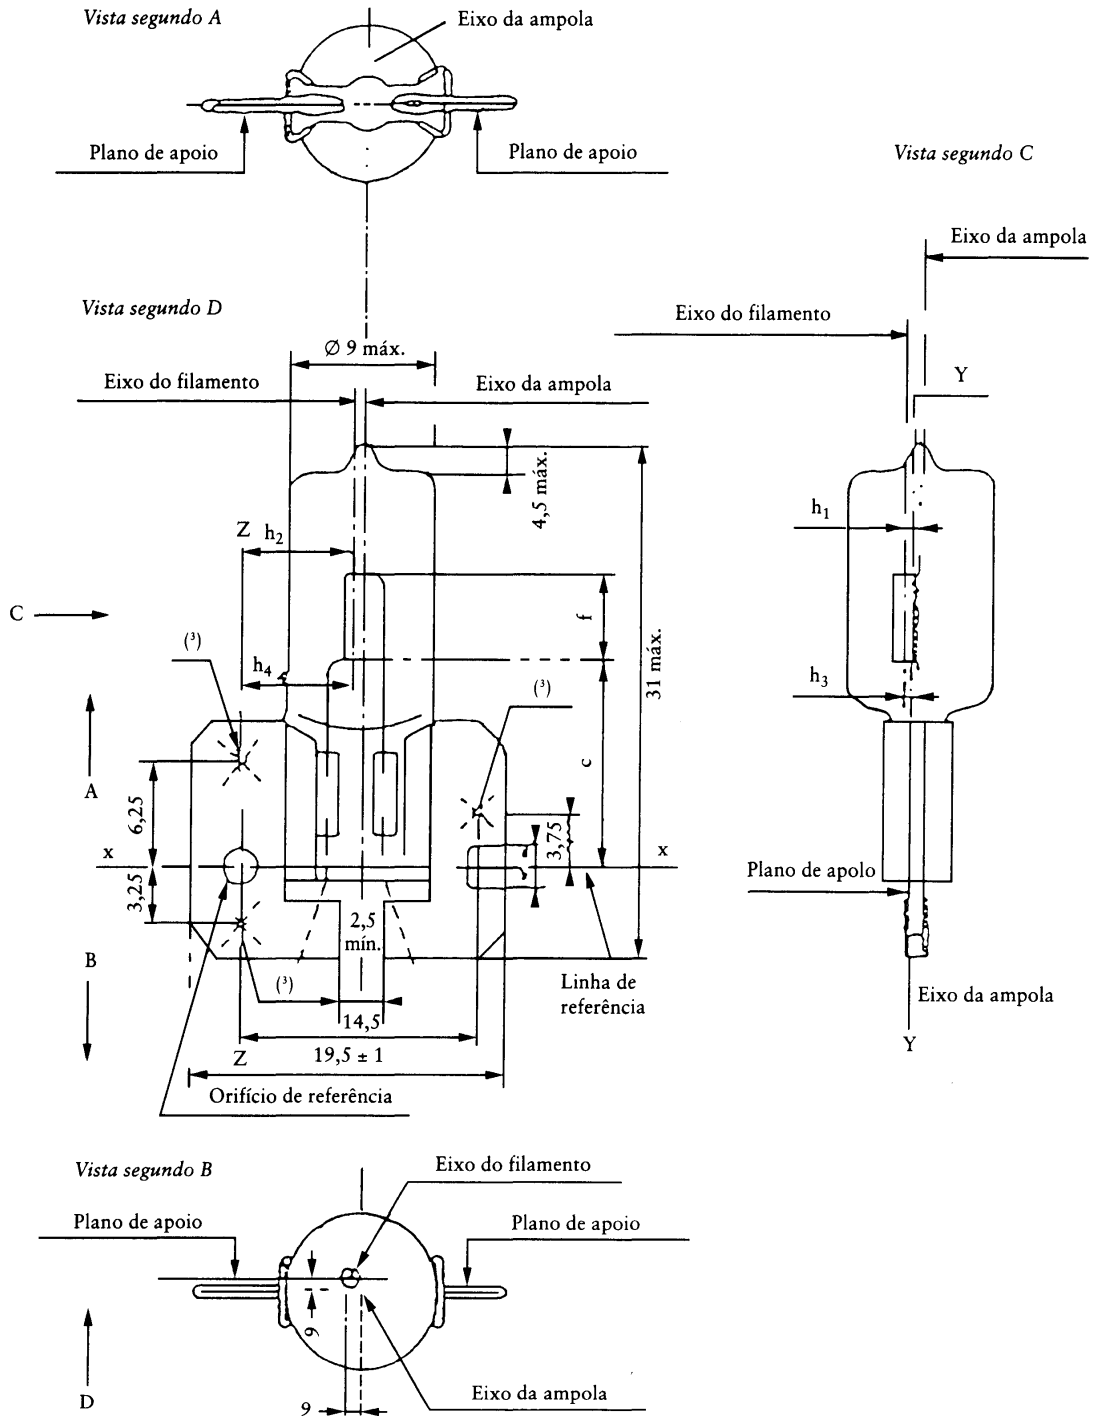 Vista segundo A
Eixo da ampola
Plano de apoio
Plano de apoio
Vista segundo C
Eixo da ampola
Eixo do filamento
Y
Vista segundo D
Ø 9 máx.
Eixo do filamento
Eixo da ampola
4,5 máx.
Z
h2
h1
C
f
(3)
h4
31 máx.
(3)
h3
c
A
6,25
3,75
x
x
Plano de apolo
3,25
2,5
mín.
B
(3)
Linha de
referência
Eixo da ampola
14,5
Y
Z
19,5 ± 1
Orifício de referência
Vista segundo B
Eixo do filamento
Plano de apoio
Plano de apoio
9
D
Eixo da ampola
9